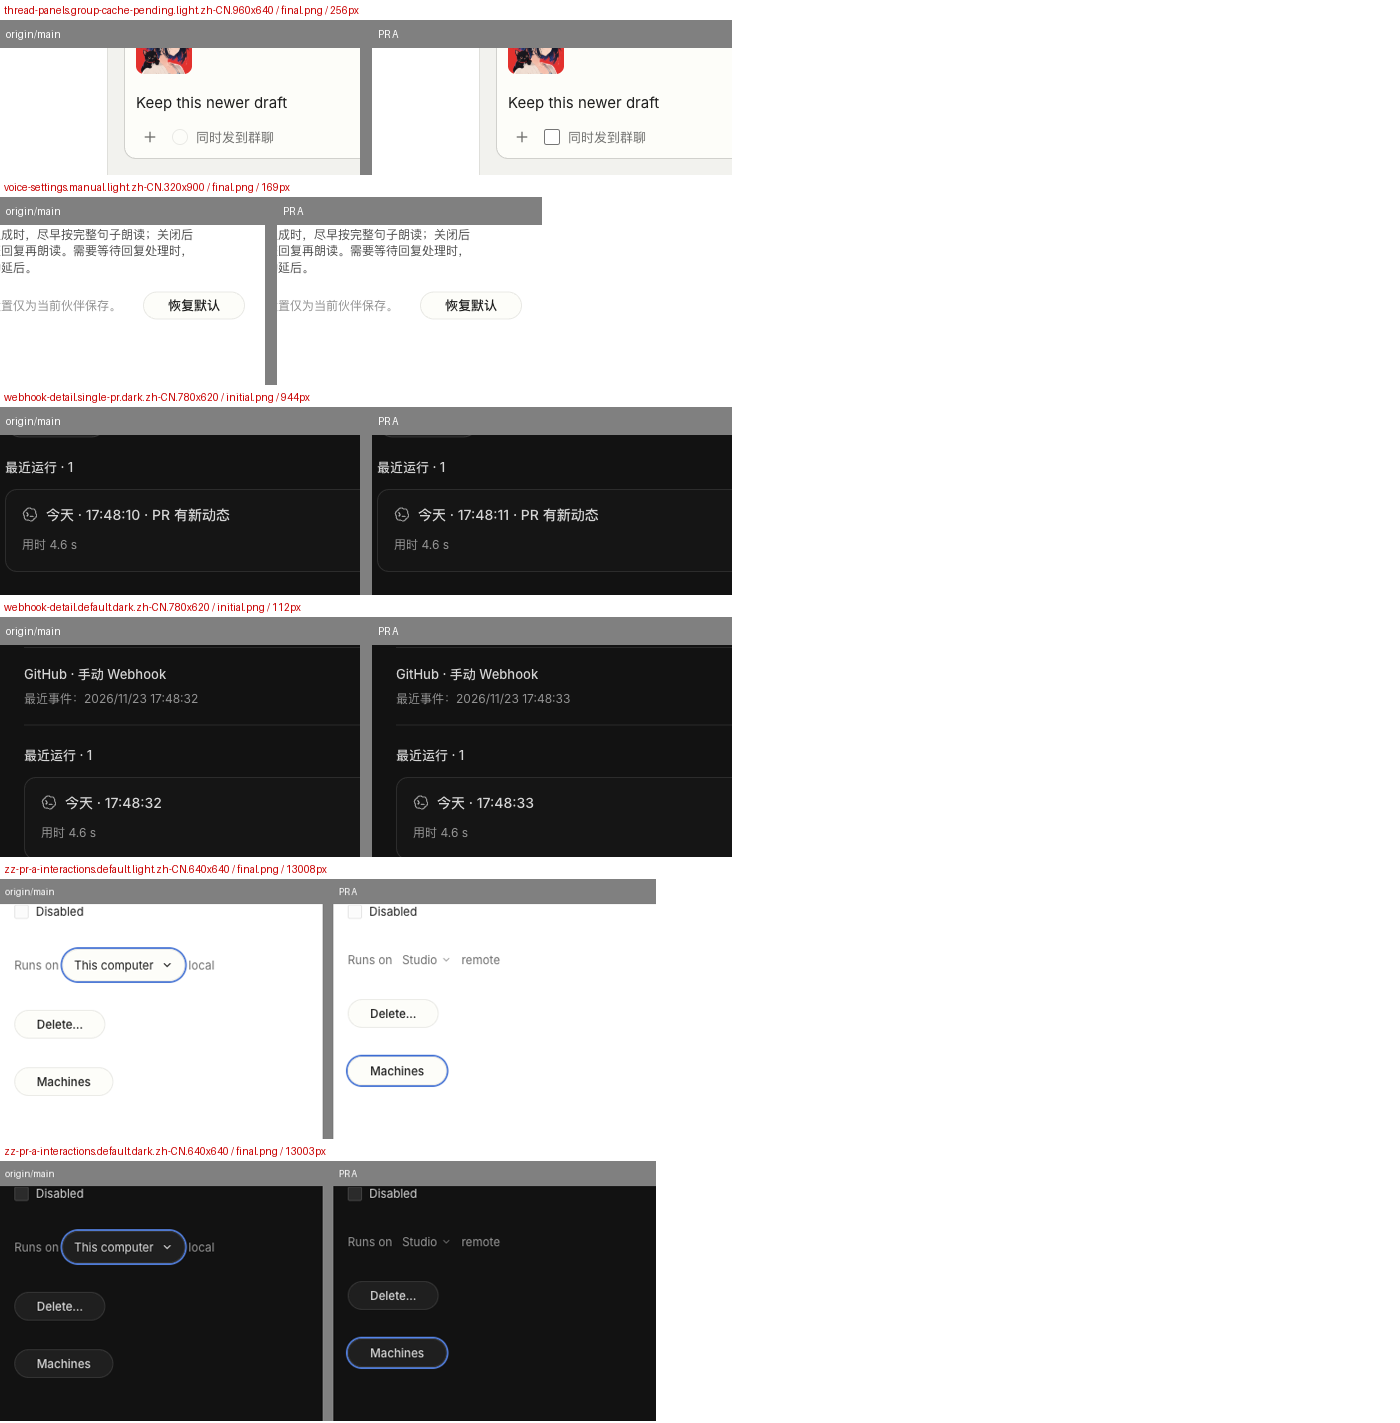 thread-panels.group-cache-pending.light.zh-CN.960x640 / final.png / 256px
origin/main PR A
Keep this newer draft Keep this newer draft
同时发到群聊 同时发到群聊
voice-settings.manual.light.zh-CN.320x900 / final.png / 169px
origin/main PR A
成时，尽早按完整句子朗读；关闭后 成时，尽早按完整句子朗读；关闭后
回复再朗读。需要等待回复处理时， 回复再朗读。需要等待回复处理时，
延后。 延后。
置仅为当前伙伴保存。 恢复默认 置仅为当前伙伴保存。 恢复默认
webhook-detail.single-pr.dark.zh-CN.780x620 / initial.png / 944px
origin/main PR A
最近运行 · 1 最近运行 · 1
今天 · 17:48:10 · PR 有新动态 今天 · 17:48:11 · PR 有新动态
用时 4.6 s 用时 4.6 s
webhook-detail.default.dark.zh-CN.780x620 / initial.png / 112px
origin/main PR A
GitHub · 手动 Webhook GitHub · 手动 Webhook
最近事件：2026/11/23 17:48:32 最近事件：2026/11/23 17:48:33
最近运行 · 1 最近运行 · 1
今天 · 17:48:32 今天 · 17:48:33
用时 4.6 s 用时 4.6 s
zz-pr-a-interactions.default.light.zh-CN.640x640 / final.png / 13008px
origin/main PR A
Disabled Disabled
Runs on This computer local Runs on Studio remote
Delete... Delete...
Machines Machines
zz-pr-a-interactions.default.dark.zh-CN.640x640 / final.png / 13003px
origin/main PR A
Disabled Disabled
Runs on This computer local Runs on Studio remote
Delete... Delete...
Machines Machines